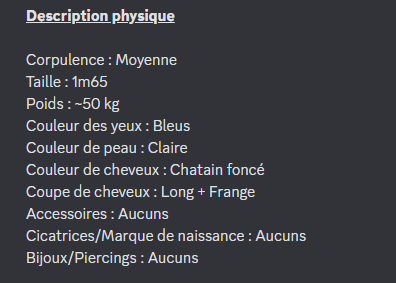 Description physique
Corpulence : Moyenne
Taille : 1m65
Poids : ~50 kg
Couleur des yeux : Bleus
Couleur de peau : Claire
Couleur de cheveux : Chatain foncé
Coupe de cheveux : Long + Frange
Accessoires : Aucuns
Cicatrices/Marque de naissance : Aucuns
Bijoux/Piercings : Aucuns